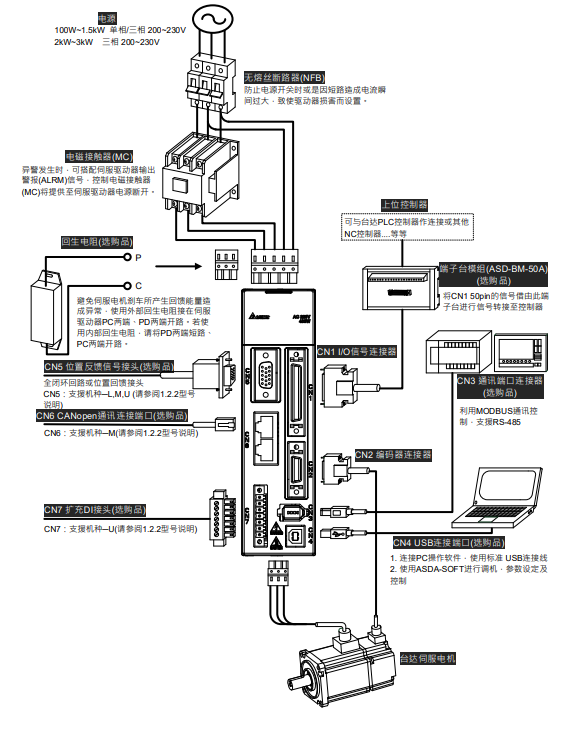 电源
100W~1.5kW 单相/三相 200~230V
2kW~3kW 三相 200~230V
无熔丝断路器(NFB)
防止电源开关时或是因短路造成电流瞬
间过大，致使驱动器损害而设置。
电磁接触器(MC)
异警发生时，可搭配伺服驱动器输出
警报(ALRM)信号，控制电磁接触器
(MC)将提供至伺服驱动器电源断开。
上位控制器
可与台达PLC控制器作连接或其他
NC控制器....等等
回生电阻(选购品)
P
C
避免伺服电机刹车所产生回馈能量造
成异常，使用外部回生电阻接在伺服
驱动器PC两端、PD两端开路。若使
用内部回生电阻，请将PD两端短路、
PC两端开路。
端子台模组(ASD-BM-50A)
(选购品)
将CN1 50pin的信号借由此端
子台进行信号转接至控制器
CN1 I/O信号连接器
CN5 位置反馈信号接头(选购品)
全闭环回路或位置回馈接头
CN5：支援机种─L,M,U (请参阅1.2.2型号
说明)
CN3 通讯端口连接器
(选购品)
利用MODBUS通讯控
制，支援RS-485
CN6 CANopen通讯连接端口(选购品)
CN6：支援机种─M(请参阅1.2.2型号说明)
CN2 编码器连接器
CN7 扩充DI接头(选购品)
CN7：支援机种─U(请参阅1.2.2型号说明)
CN4 USB连接端口(选购品)
1. 连接PC操作软件，使用标准 USB连接线
2. 使用ASDA-SOFT进行调机，参数设定及
控制
CN5
CN1
CN6
CN2
CN7
CN3
CN4
台达伺服电机